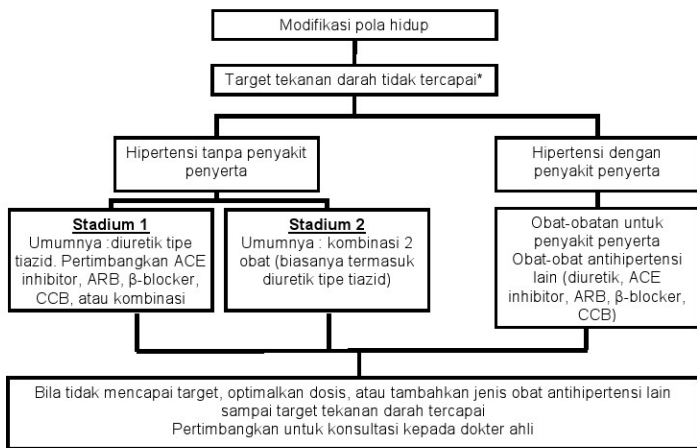 Modifikasi pola hidup
Target tekanan darah tidak tercapai*
Hipertensi tanpa penyakit
penyerta
Hipertensi dengan
penyakit penyerta
Stadium 1
Umumnya :diuretik tipe
tiazid. Pertimbangkan ACE
inhibitor, ARB, β-blocker,
CCB, atau kombinasi
Stadium 2
Umumnya : kombinasi 2
obat (biasanya termasuk
diuretik tipe tiazid)
Obat-obatan untuk
penyakit penyerta
Obat-obat antihipertensi
lain (diuretik, ACE
inhibitor, ARB, β-blocker,
CCB)
Bila tidak mencapai target, optimalkan dosis, atau tambahkan jenis obat antihipertensi lain
sampai target tekanan darah tercapai
Pertimbangkan untuk konsultasi kepada dokter ahli